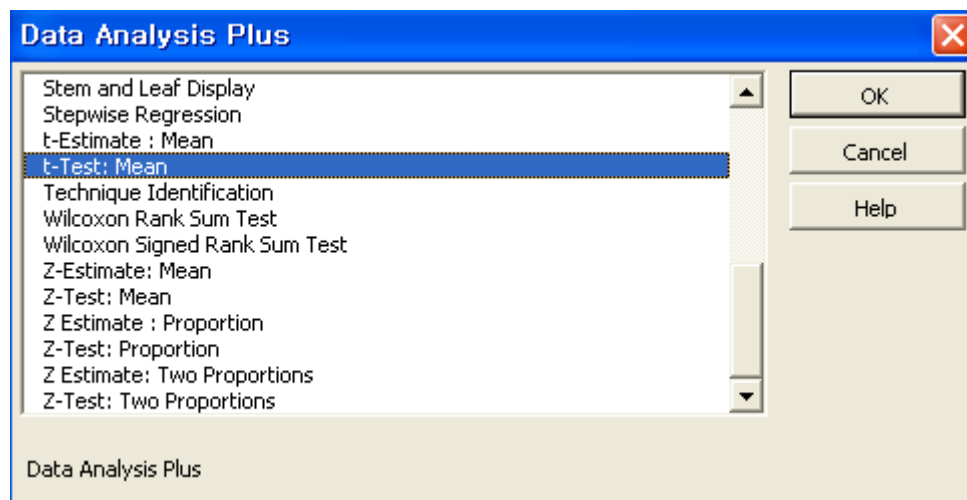 Data Analysis Plus
Stem and Leaf Display
Stepwise Regression
t-Estimate : Mean
t-Test: Mean
Technique Identification
Wilcoxon Rank Sum Test
Wilcoxon Signed Rank Sum Test
Z-Estimate: Mean
Z-Test: Mean
Z Estimate : Proportion
Z-Test: Proportion
Z Estimate: Two Proportions
Z-Test: Two Proportions
OK
Cancel
Help
Data Analysis Plus